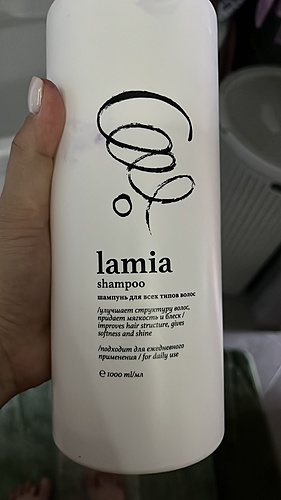 lamia
shampoo
шампунь для всех типов волос
/улучшает структуру волос,
придает мягкость и блеск /
improves hair structure, gives
softness and shine
/подходит для ежедневного
применения / for daily use
℮ 1000 ml/мл